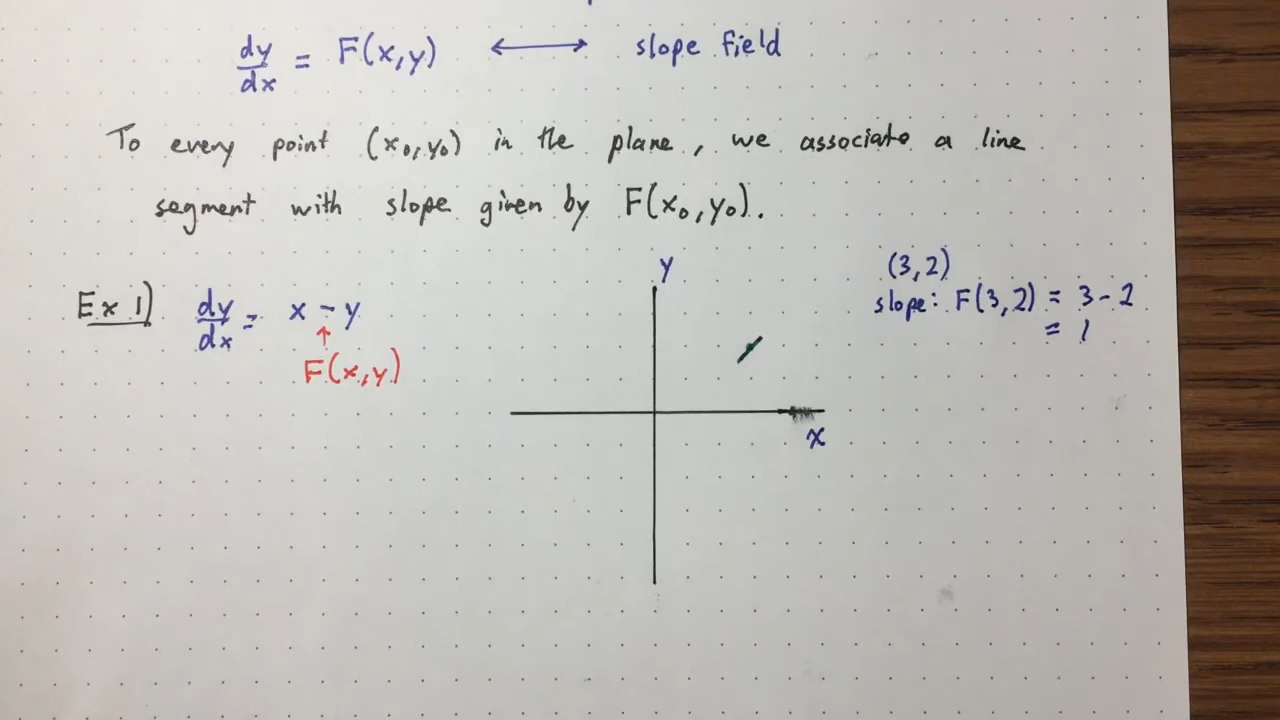 dy/dx = F(x,y) ⟷ slope field
To every point (x₀,y₀) in the plane, we associate a line
segment with slope given by F(x₀,y₀).
Ex 1) dy/dx = x - y
↑
F(x,y)
y
x
(3,2)
slope: F(3,2) = 3-2
= 1